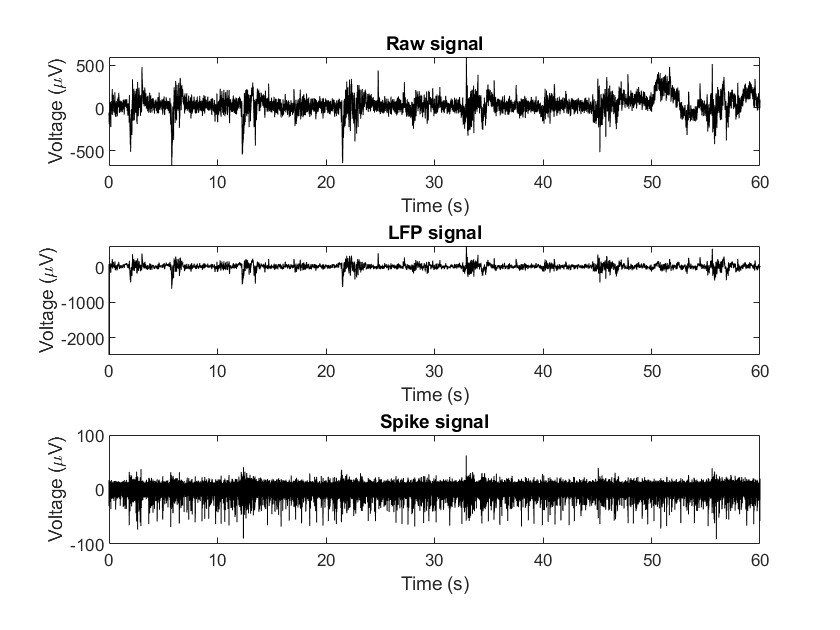 Raw signal
Voltage (μV)
500
0
-500
0 10 20 30 40 50 60
Time (s)
LFP signal
Voltage (μV)
0
-1000
-2000
0 10 20 30 40 50 60
Time (s)
Spike signal
Voltage (μV)
100
0
-100
0 10 20 30 40 50 60
Time (s)